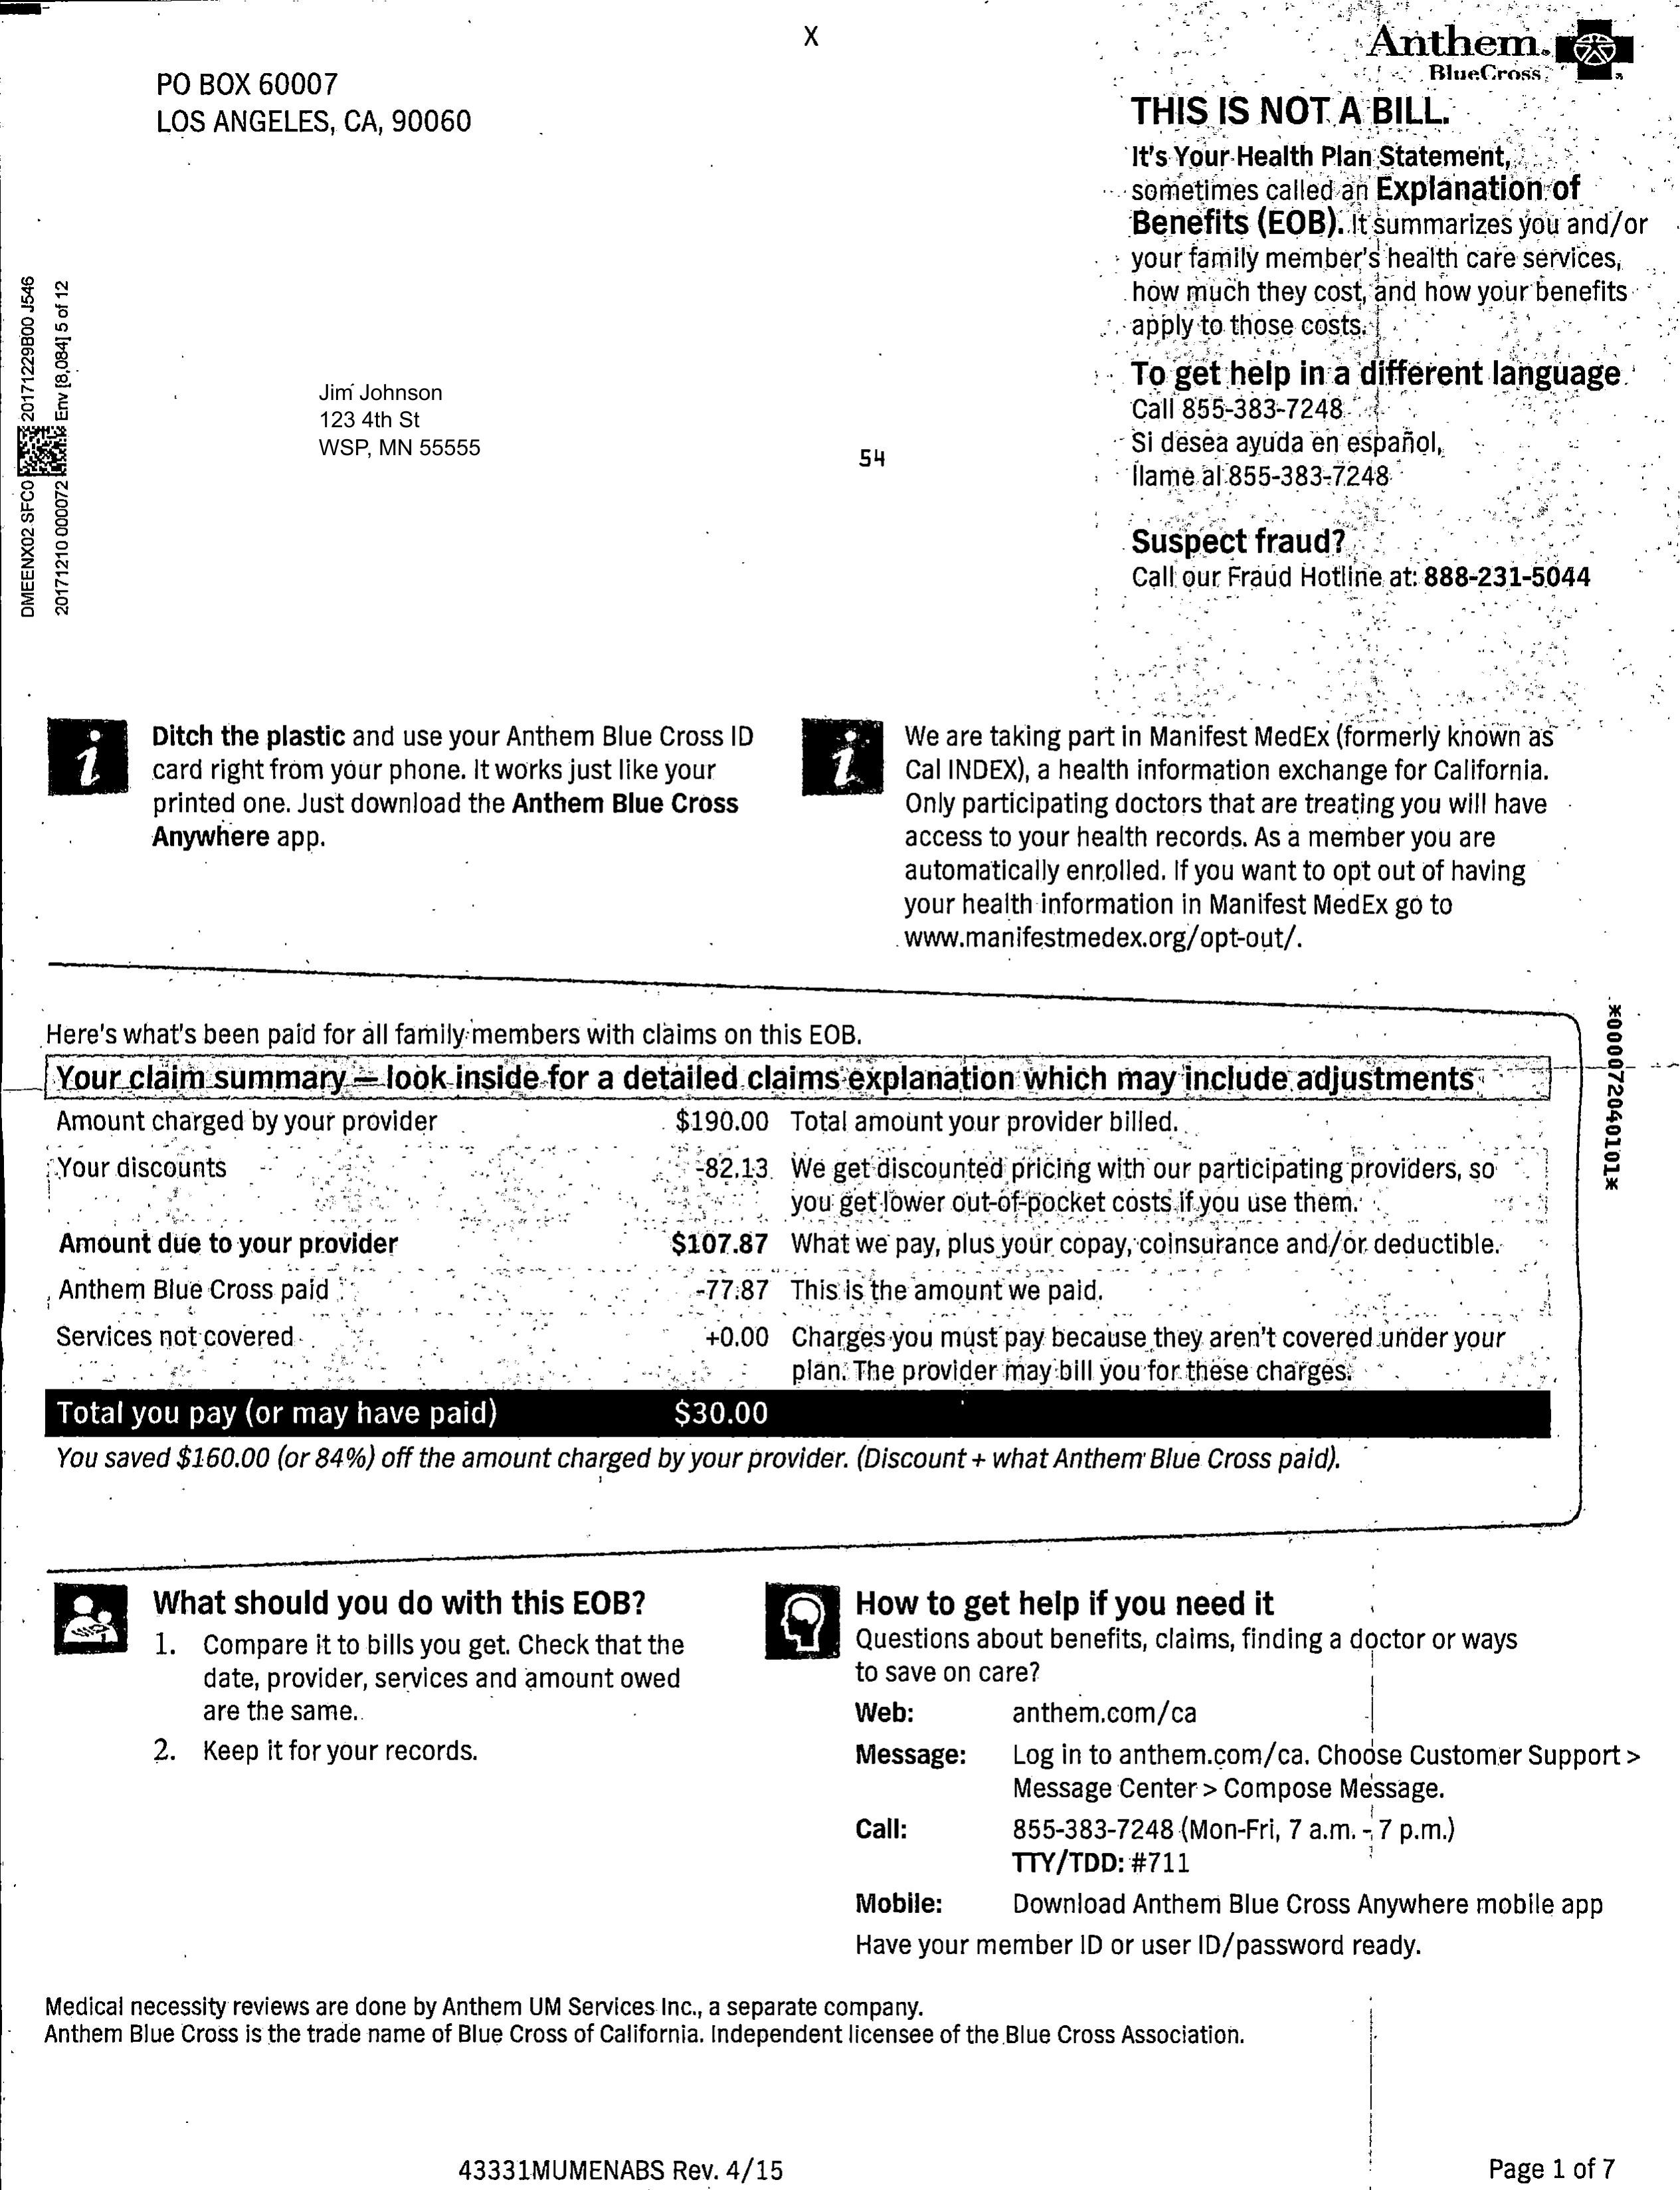 X
Anthem.
BlueCross
PO BOX 60007
LOS ANGELES, CA, 90060
THIS IS NOT A BILL.
It's Your Health Plan Statement,
sometimes called an Explanation of
Benefits (EOB). It summarizes you and/or
your family member's health care services,
how much they cost, and how your benefits
apply to those costs.
To get help in a different language
Call 855-383-7248
Si desea ayuda en español,
llame al 855-383-7248
Suspect fraud?
Call our Fraud Hotline at: 888-231-5044
DMEENX02 SFC0 20171229B00 J546
20171210 000072 Env [8,084] 5 of 12
Jim Johnson
123 4th St
WSP, MN 55555
54
Ditch the plastic and use your Anthem Blue Cross ID
card right from your phone. It works just like your
printed one. Just download the Anthem Blue Cross
Anywhere app.
We are taking part in Manifest MedEx (formerly known as
Cal INDEX), a health information exchange for California.
Only participating doctors that are treating you will have
access to your health records. As a member you are
automatically enrolled. If you want to opt out of having
your health information in Manifest MedEx go to
www.manifestmedex.org/opt-out/.
*000072040101*
Here's what's been paid for all family members with claims on this EOB.
Your claim summary – look inside for a detailed claims explanation which may include adjustments
Amount charged by your provider $190.00 Total amount your provider billed.
Your discounts -82.13 We get discounted pricing with our participating providers, so
you get lower out-of-pocket costs if you use them.
Amount due to your provider $107.87 What we pay, plus your copay, coinsurance and/or deductible.
Anthem Blue Cross paid -77.87 This is the amount we paid.
Services not covered +0.00 Charges you must pay because they aren't covered under your
plan. The provider may bill you for these charges.
Total you pay (or may have paid) $30.00
You saved $160.00 (or 84%) off the amount charged by your provider. (Discount + what Anthem Blue Cross paid).
What should you do with this EOB?
1. Compare it to bills you get. Check that the
date, provider, services and amount owed
are the same.
2. Keep it for your records.
How to get help if you need it
Questions about benefits, claims, finding a doctor or ways
to save on care?
Web: anthem.com/ca
Message: Log in to anthem.com/ca. Choose Customer Support >
Message Center > Compose Message.
Call: 855-383-7248 (Mon-Fri, 7 a.m. - 7 p.m.)
TTY/TDD: #711
Mobile: Download Anthem Blue Cross Anywhere mobile app
Have your member ID or user ID/password ready.
Medical necessity reviews are done by Anthem UM Services Inc., a separate company.
Anthem Blue Cross is the trade name of Blue Cross of California. Independent licensee of the Blue Cross Association.
43331MUMENABS Rev. 4/15
Page 1 of 7